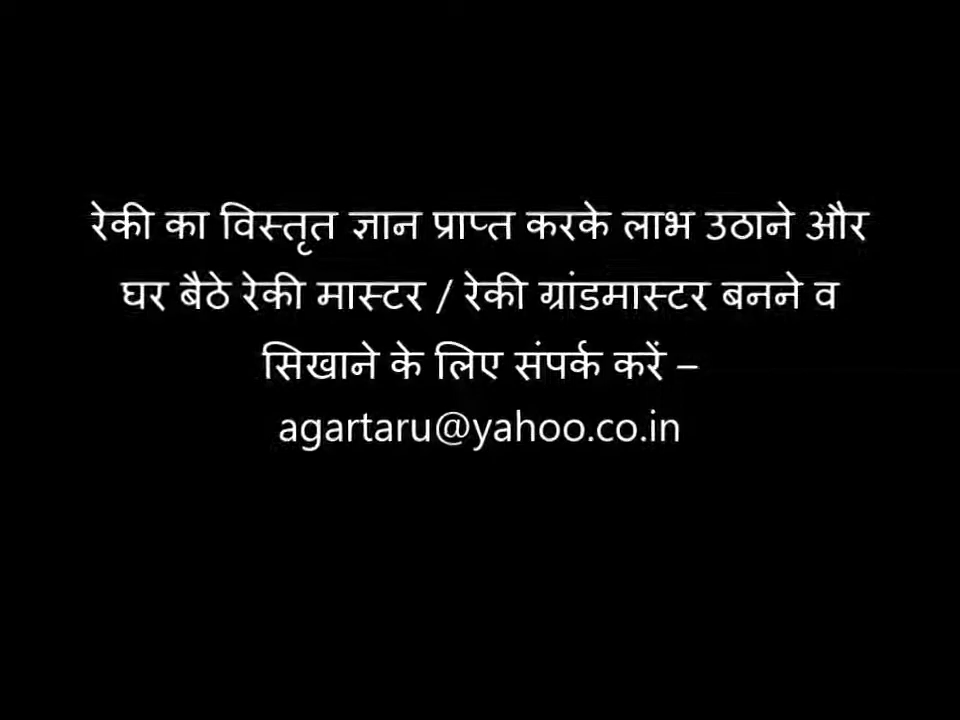 रेकी का विस्तृत ज्ञान प्राप्त करके लाभ उठाने और
घर बैठे रेकी मास्टर / रेकी ग्रांडमास्टर बनने व
सिखाने के लिए संपर्क करें –
agartaru@yahoo.co.in